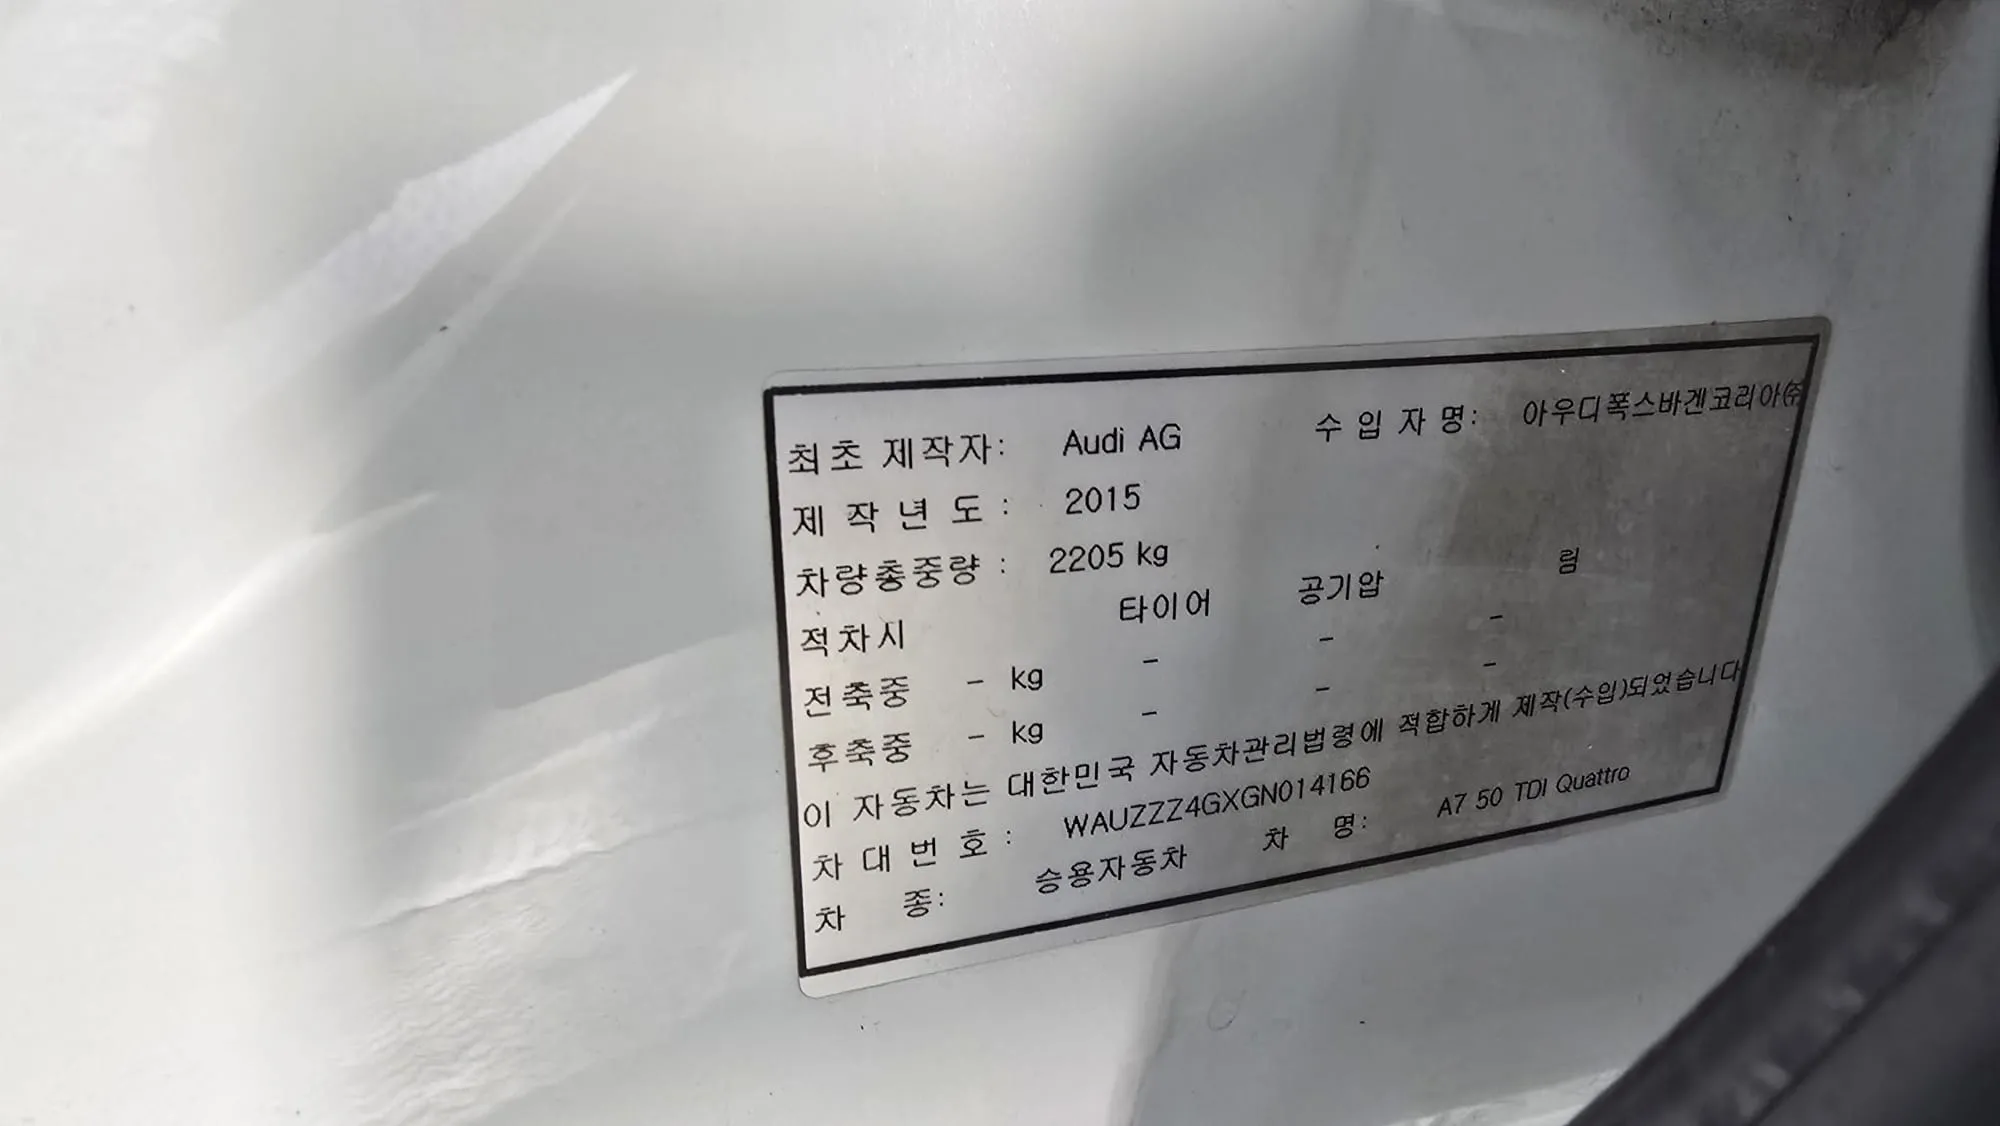 최초 제작자: Audi AG 수입자명: 아우디폭스바겐코리아㈜
제작년도: 2015
차량총중량: 2205 kg
적차시 타이어 공기압 림
전축중 - kg - - -
후축중 - kg - - -
이 자동차는 대한민국 자동차관리법령에 적합하게 제작(수입)되었습니다
차대번호: WAUZZZ4GXGN014166
차 종: 승용자동차 차 명: A7 50 TDI Quattro